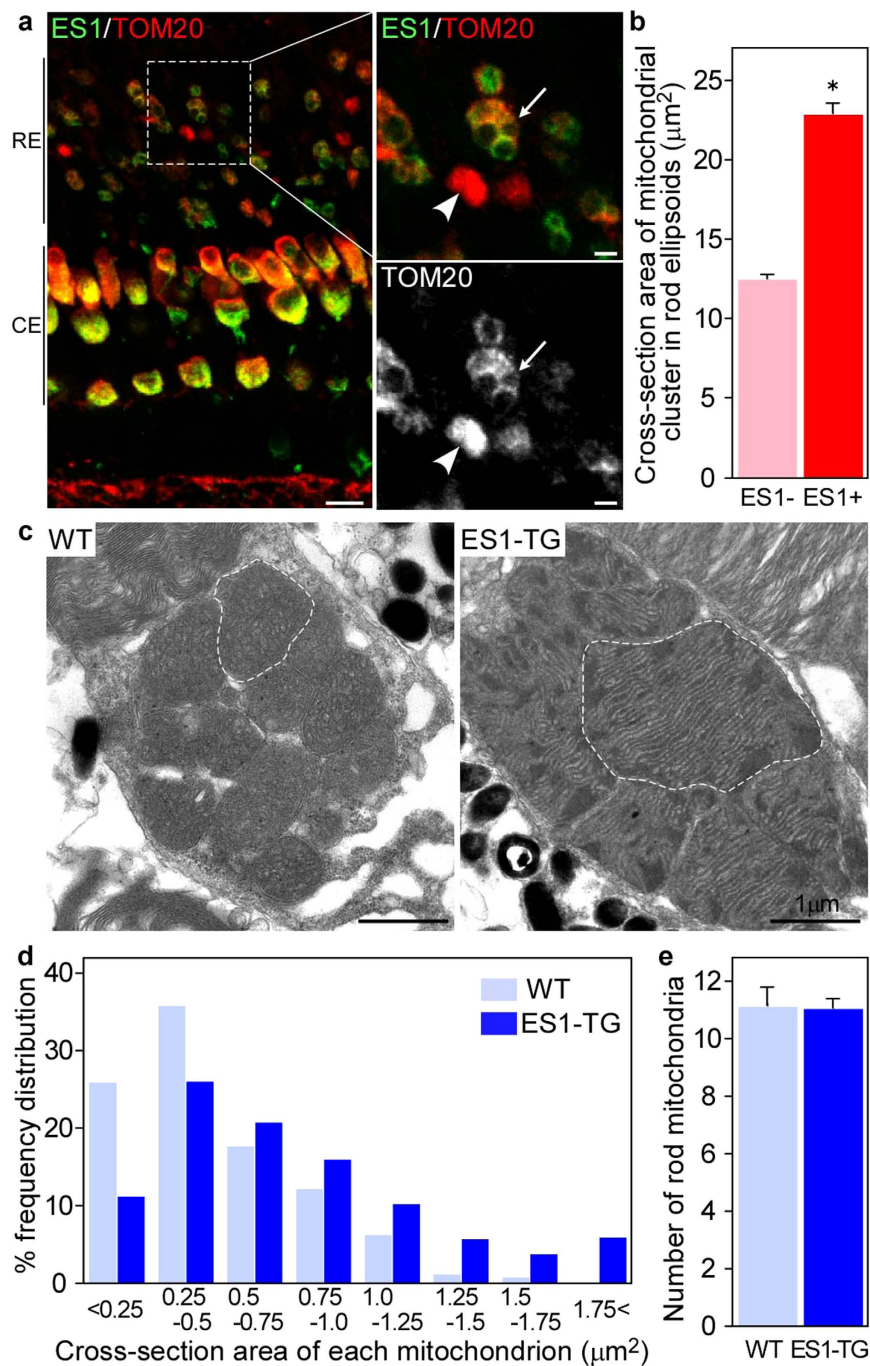 a
ES1/TOM20
RE
CE
ES1/TOM20
TOM20
b
Cross-section area of mitochondrial
cluster in rod ellipsoids (μm²)
25
20
15
10
5
0
*
ES1- ES1+
c
WT
ES1-TG
1μm
d
% frequency distribution
40
30
20
10
0
WT
ES1-TG
<0.25
0.25
-0.5
0.5
-0.75
0.75
-1.0
1.0
-1.25
1.25
-1.5
1.5
-1.75
1.75<
Cross-section area of each mitochondrion (μm²)
e
Number of rod mitochondria
12
10
8
6
4
2
0
WT ES1-TG